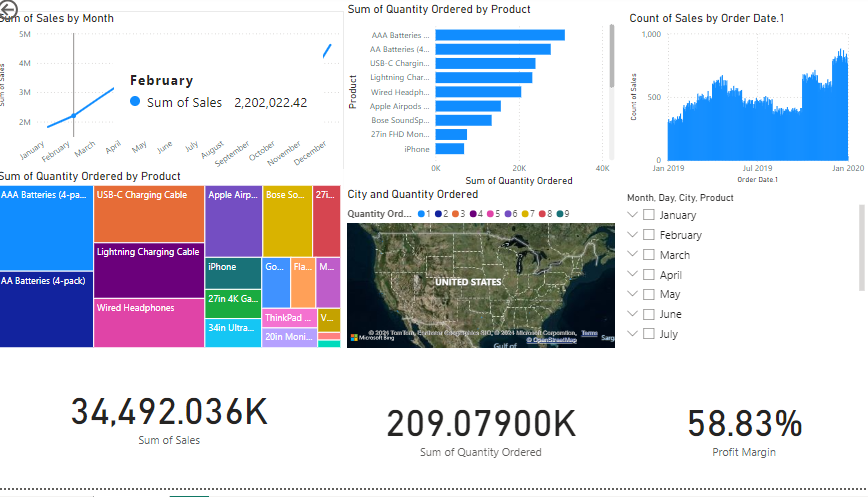 Sum of Sales by Month
5M
4M
3M
2M
Sum of Sales
February
Sum of Sales 2,202,022.42
January
February
March
April
May
June
July
August
September
October
November
December
Sum of Quantity Ordered by Product
Product
AAA Batteries ...
AA Batteries (4...
USB-C Chargin...
Lightning Char...
Wired Headph...
Apple Airpods ...
Bose SoundSp...
27in FHD Mon...
iPhone
0K 20K 40K
Sum of Quantity Ordered
Count of Sales by Order Date.1
Count of Sales
1,000
500
0
Jan 2019 Jul 2019 Jan 2020
Order Date.1
Sum of Quantity Ordered by Product
AAA Batteries (4-pa...
AA Batteries (4-pack)
USB-C Charging Cable
Lightning Charging Cable
Wired Headphones
Apple Airp...
Bose So...
27i...
iPhone
Go...
Fla...
M...
27in 4K Ga...
34in Ultra...
ThinkPad ...
V...
20in Moni...
City and Quantity Ordered
Quantity Ord... 1 2 3 4 5 6 7 8 9
UNITED STATES
Microsoft Bing
Terms
© OpenStreetMap
Gulf of
Sarg
Month, Day, City, Product
January
February
March
April
May
June
July
34,492.036K
Sum of Sales
209.07900K
Sum of Quantity Ordered
58.83%
Profit Margin